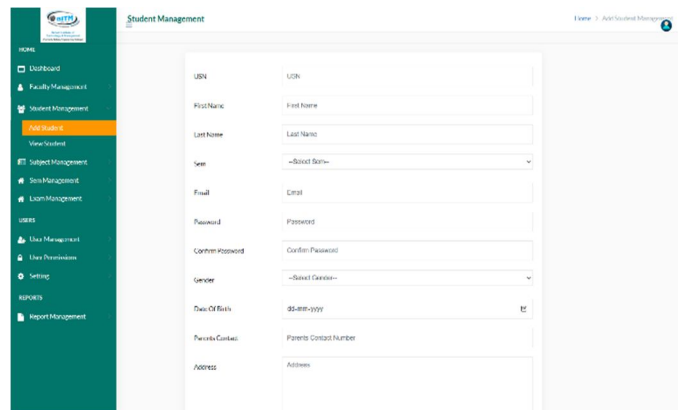 Student Management
Home > Add Student Management
HOME
Dashboard
Faculty Management
Student Management
Add Student
View Student
Subject Management
Sem Management
Exam Management
USERS
User Management
User Permissions
Setting
REPORTS
Report Management
USN
USN
First Name
First Name
Last Name
Last Name
Sem
--Select Sem--
Email
Email
Password
Password
Confirm Password
Confirm Password
Gender
--Select Gender--
Date Of Birth
dd-mm-yyyy
Parents Contact
Parents Contact Number
Address
Address